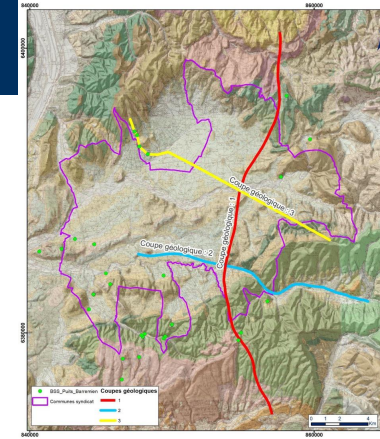 840000
860000
6400000
Coupe géologique : 3
Coupe géologique : 1
Coupe géologique : 2
6380000
BSS_Puits_Barremien
Communes syndicat
Coupes géologiques
1
2
3
0 1 2 4
Km
840000
860000